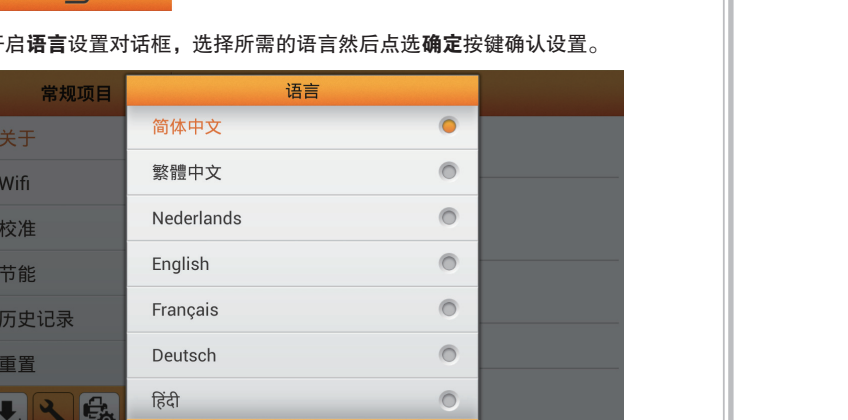 启语言设置对话框，选择所需的语言然后点选确定按键确认设置。
常规项目
语言
关于
Wifi
校准
节能
历史记录
重置
简体中文
繁體中文
Nederlands
English
Français
Deutsch
हिंदी